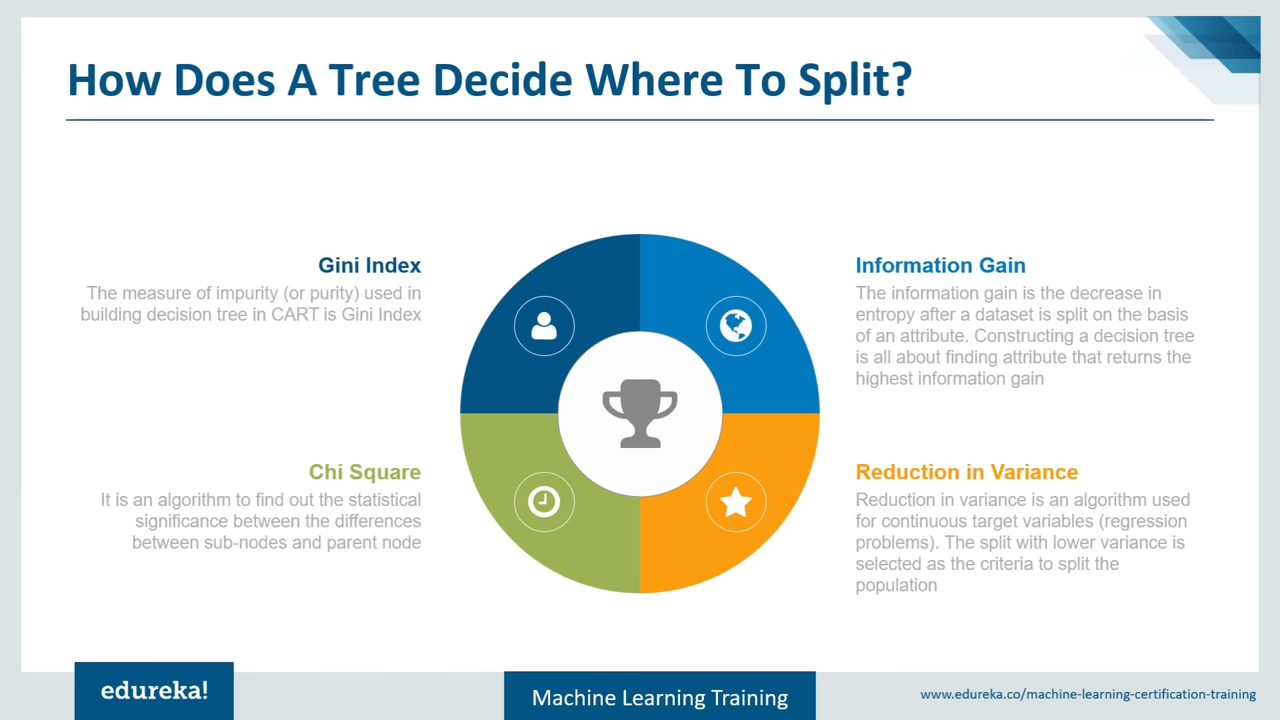 How Does A Tree Decide Where To Split?
Gini Index
The measure of impurity (or purity) used in
building decision tree in CART is Gini Index
Information Gain
The information gain is the decrease in
entropy after a dataset is split on the basis
of an attribute. Constructing a decision tree
is all about finding attribute that returns the
highest information gain
Chi Square
It is an algorithm to find out the statistical
significance between the differences
between sub-nodes and parent node
Reduction in Variance
Reduction in variance is an algorithm used
for continuous target variables (regression
problems). The split with lower variance is
selected as the criteria to split the
population
edureka!
Machine Learning Training
www.edureka.co/machine-learning-certification-training